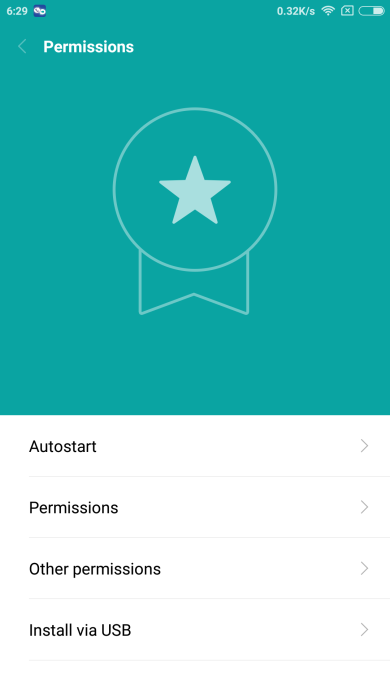 6:29 0.32K/s
Permissions
Autostart
Permissions
Other permissions
Install via USB